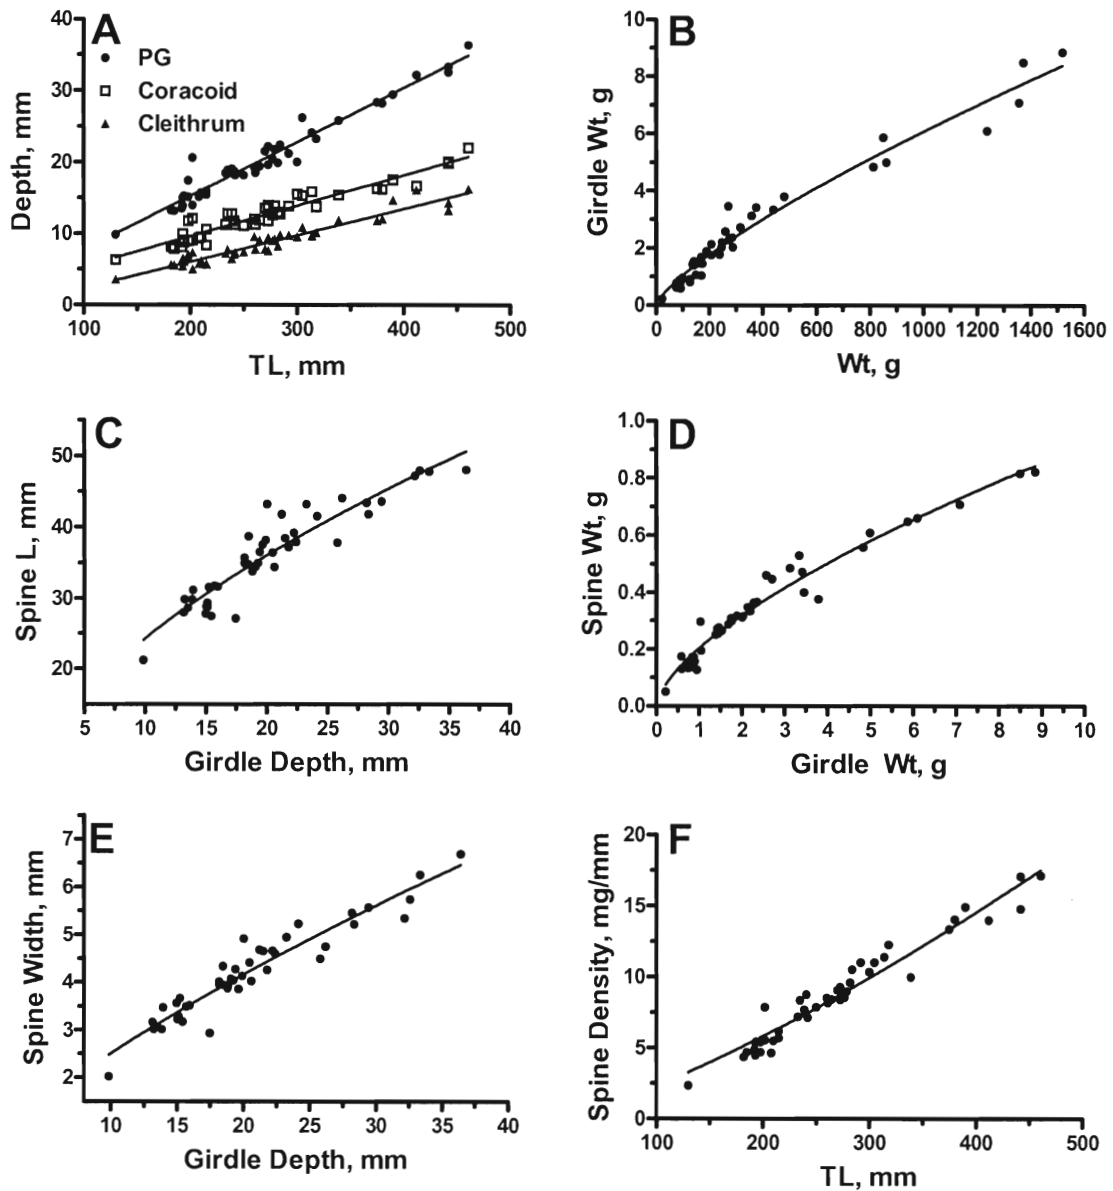 A
PG
Coracoid
Cleithrum
Depth, mm
40
30
20
10
0
100 200 300 400 500
TL, mm
B
Girdle Wt, g
10
8
6
4
2
0
0 200 400 600 800 1000 1200 1400 1600
Wt, g
C
Spine L, mm
50
40
30
20
5 10 15 20 25 30 35 40
Girdle Depth, mm
D
Spine Wt, g
1.0
0.8
0.6
0.4
0.2
0.0
0 1 2 3 4 5 6 7 8 9 10
Girdle Wt, g
E
Spine Width, mm
7
6
5
4
3
2
10 15 20 25 30 35 40
Girdle Depth, mm
F
Spine Density, mg/mm
20
15
10
5
0
100 200 300 400 500
TL, mm